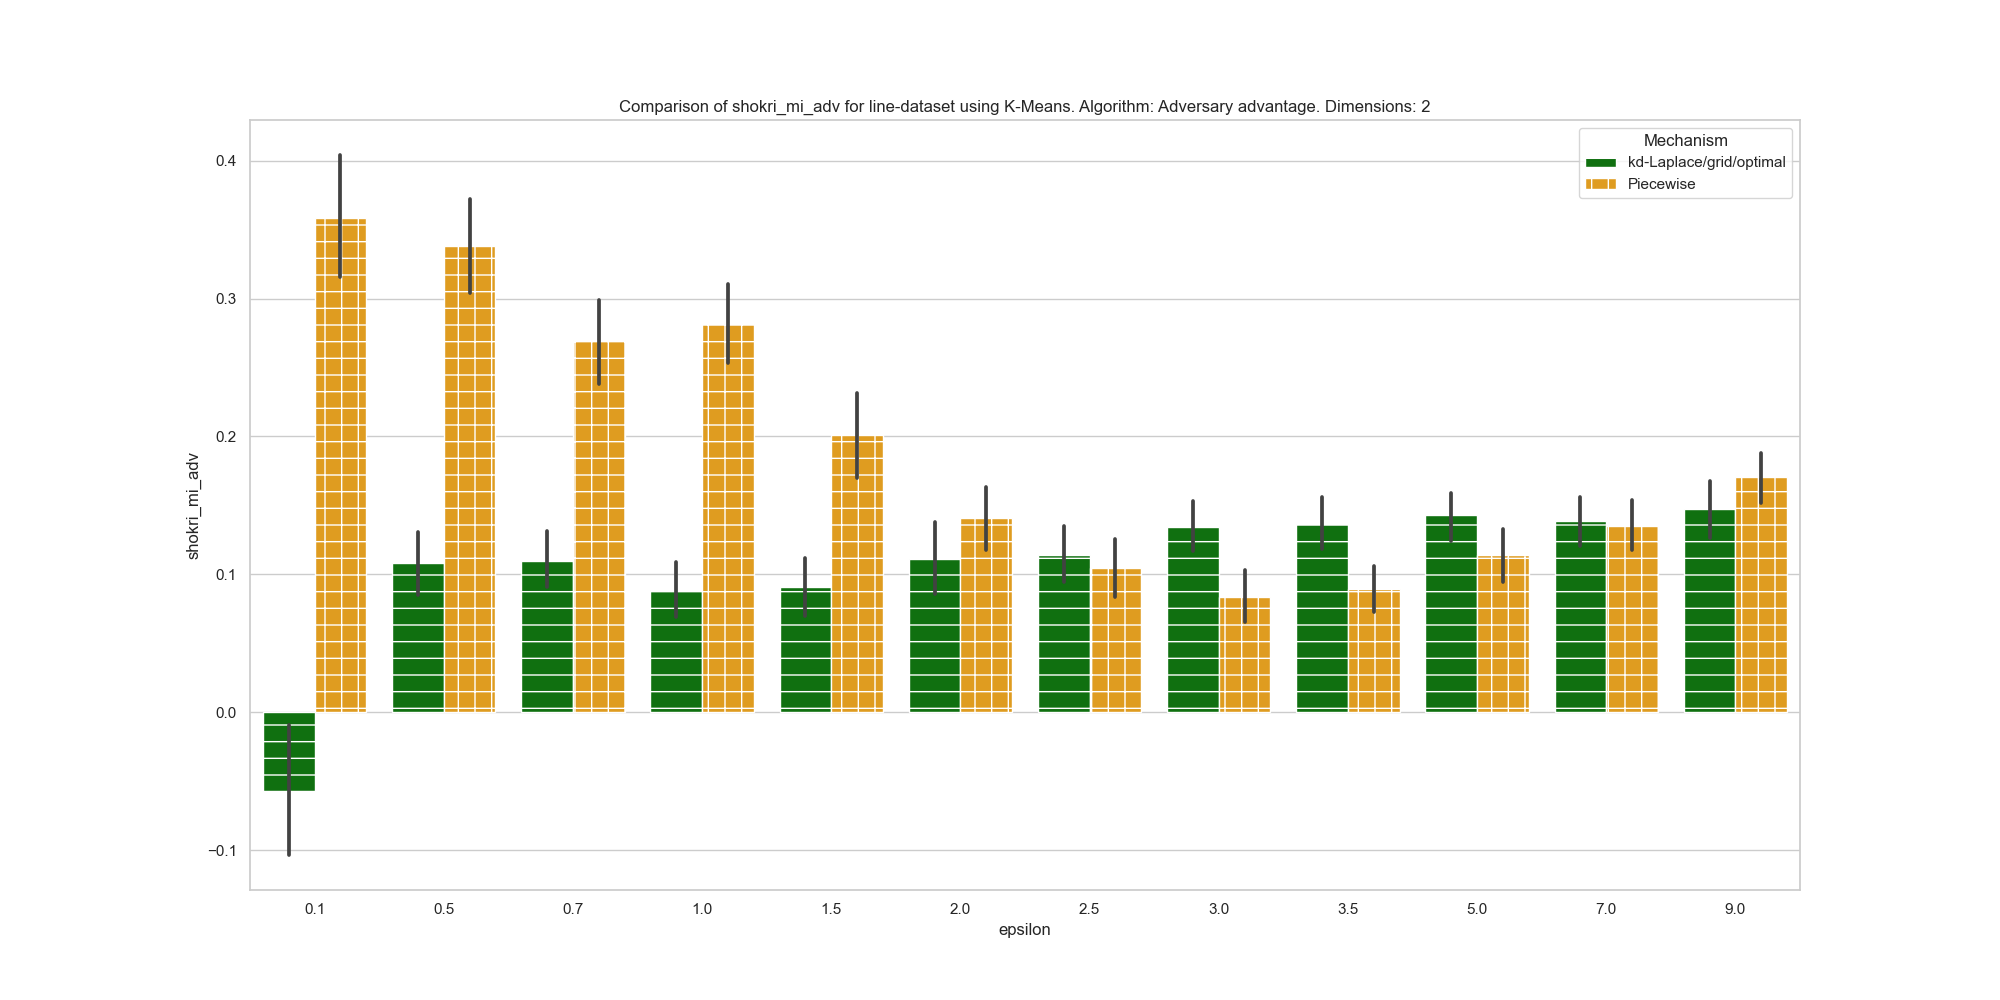 Comparison of shokri_mi_adv for line-dataset using K-Means. Algorithm: Adversary advantage. Dimensions: 2
Mechanism
kd-Laplace/grid/optimal
Piecewise
shokri_mi_adv
0.4
0.3
0.2
0.1
0.0
−0.1
0.1 0.5 0.7 1.0 1.5 2.0 2.5 3.0 3.5 5.0 7.0 9.0
epsilon